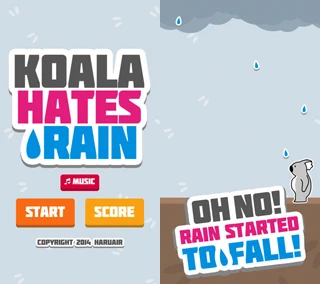 KOALA
HATES
RAIN
MUSIC
START
SCORE
COPYRIGHT 2014 HARUAIR
OH NO!
RAIN STARTED
TO FALL!